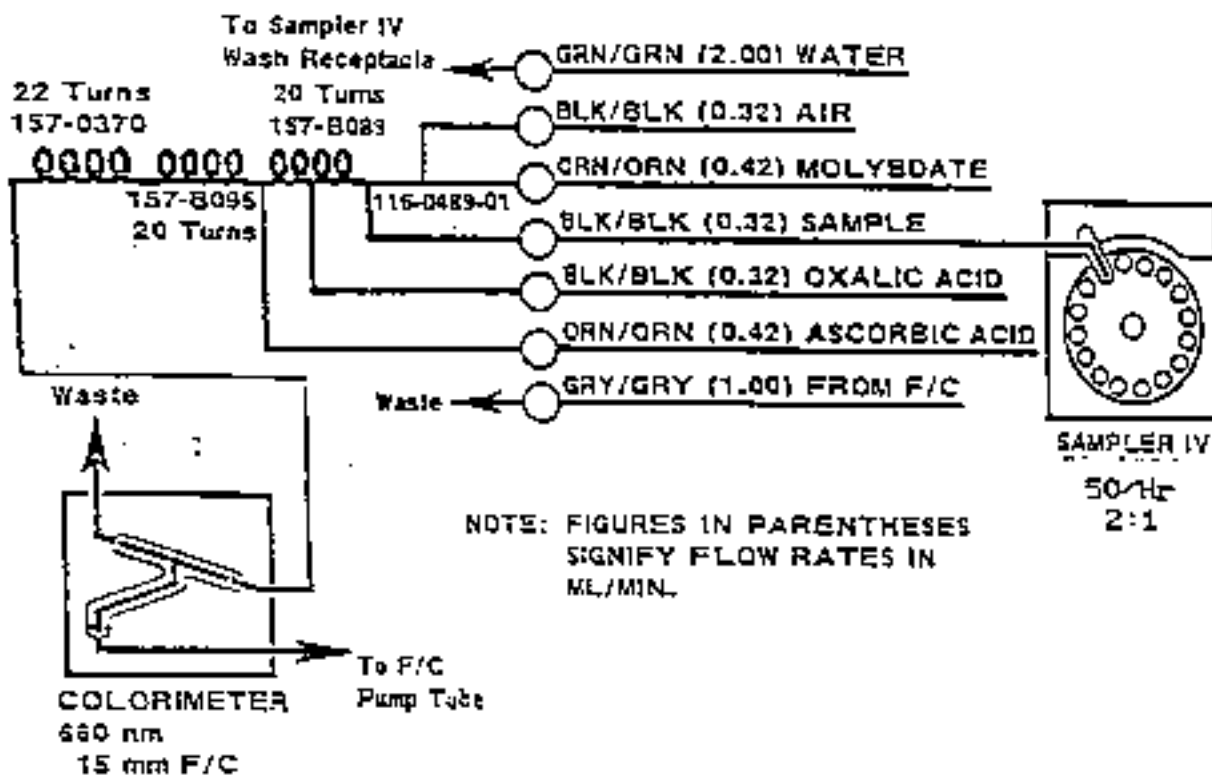 To Sampler IV
Wash Receptacle
GRN/GRN (2.00) WATER
22 Turns
157-0370
20 Turns
157-B089
BLK/BLK (0.32) AIR
ORN/ORN (0.42) MOLYBDATE
157-B095
20 Turns
116-0489-01
BLK/BLK (0.32) SAMPLE
BLK/BLK (0.32) OXALIC ACID
ORN/ORN (0.42) ASCORBIC ACID
Waste
Waste
GRY/GRY (1.00) FROM F/C
SAMPLER IV
50/Hr
2:1
NOTE: FIGURES IN PARENTHESES
SIGNIFY FLOW RATES IN
ML/MIN.
To F/C
Pump Tube
COLORIMETER
660 nm
15 mm F/C